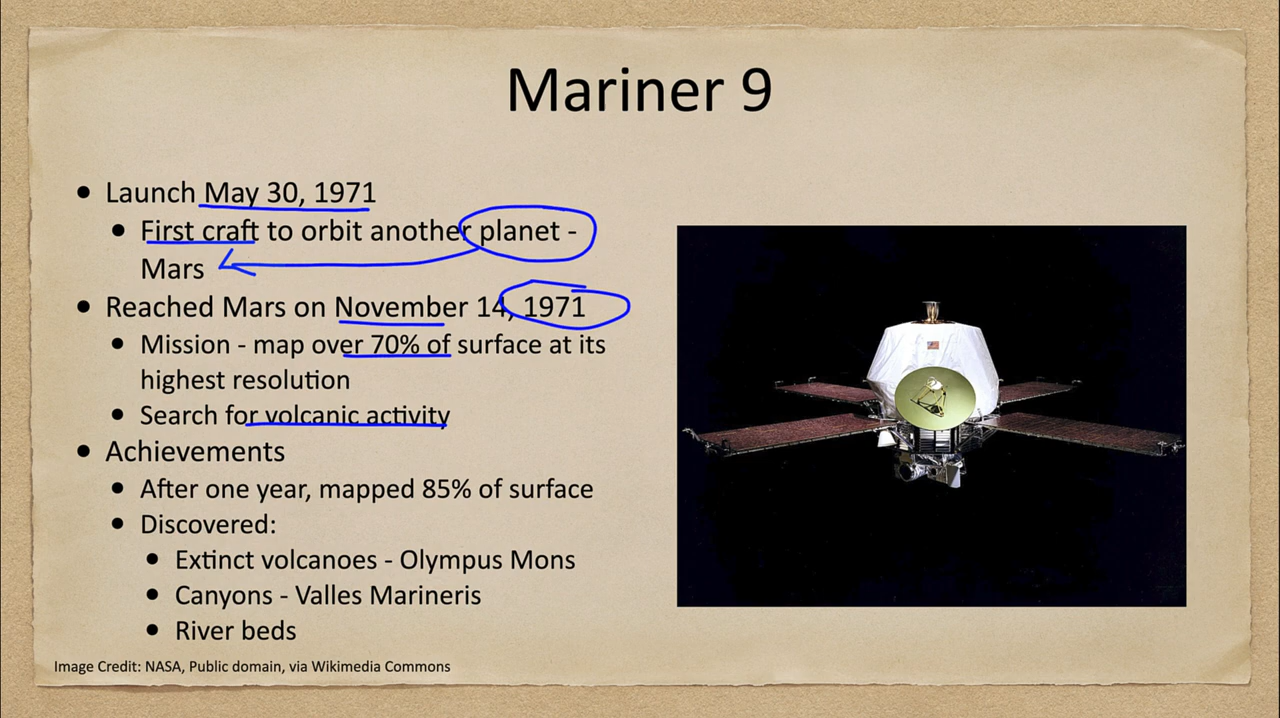 Mariner 9
• Launch May 30, 1971
• First craft to orbit another planet -
Mars
• Reached Mars on November 14, 1971
• Mission - map over 70% of surface at its
highest resolution
• Search for volcanic activity
• Achievements
• After one year, mapped 85% of surface
• Discovered:
• Extinct volcanoes - Olympus Mons
• Canyons - Valles Marineris
• River beds
Image Credit: NASA, Public domain, via Wikimedia Commons